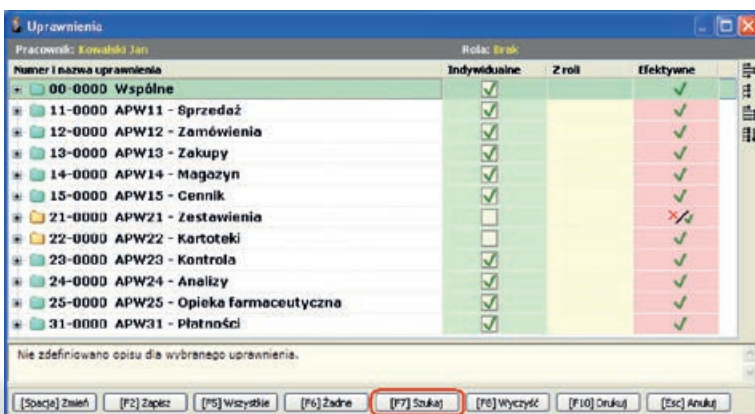 Uprawnienia
Pracownik: Kowalski Jan Rola: Brak
Numer i nazwa uprawnienia Indywidualne Z roli Efektywne
00-0000 Wspólne
11-0000 APW11 - Sprzedaż
12-0000 APW12 - Zamówienia
13-0000 APW13 - Zakupy
14-0000 APW14 - Magazyn
15-0000 APW15 - Cennik
21-0000 APW21 - Zestawienia
22-0000 APW22 - Kartoteki
23-0000 APW23 - Kontrola
24-0000 APW24 - Analizy
25-0000 APW25 - Opieka farmaceutyczna
31-0000 APW31 - Płatności
Nie zdefiniowano opisu dla wybranego uprawnienia.
[Spacja] Zmień [F2] Zapisz [F5] Wszystkie [F6] Żadne [F7] Szukaj [F8] Wyczyść [F10] Drukuj [Esc] Anuluj